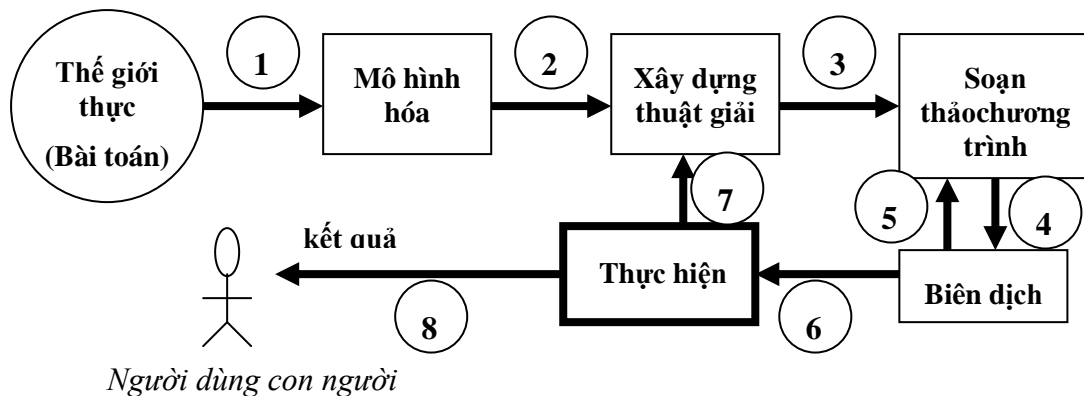 Thế giới
thực
(Bài toán)
1
Mô hình
hóa
2
Xây dựng
thuật giải
3
Soạn
thảochương
trình
4
5
Biên dịch
6
Thực hiện
7
kết quả
8
Người dùng con người